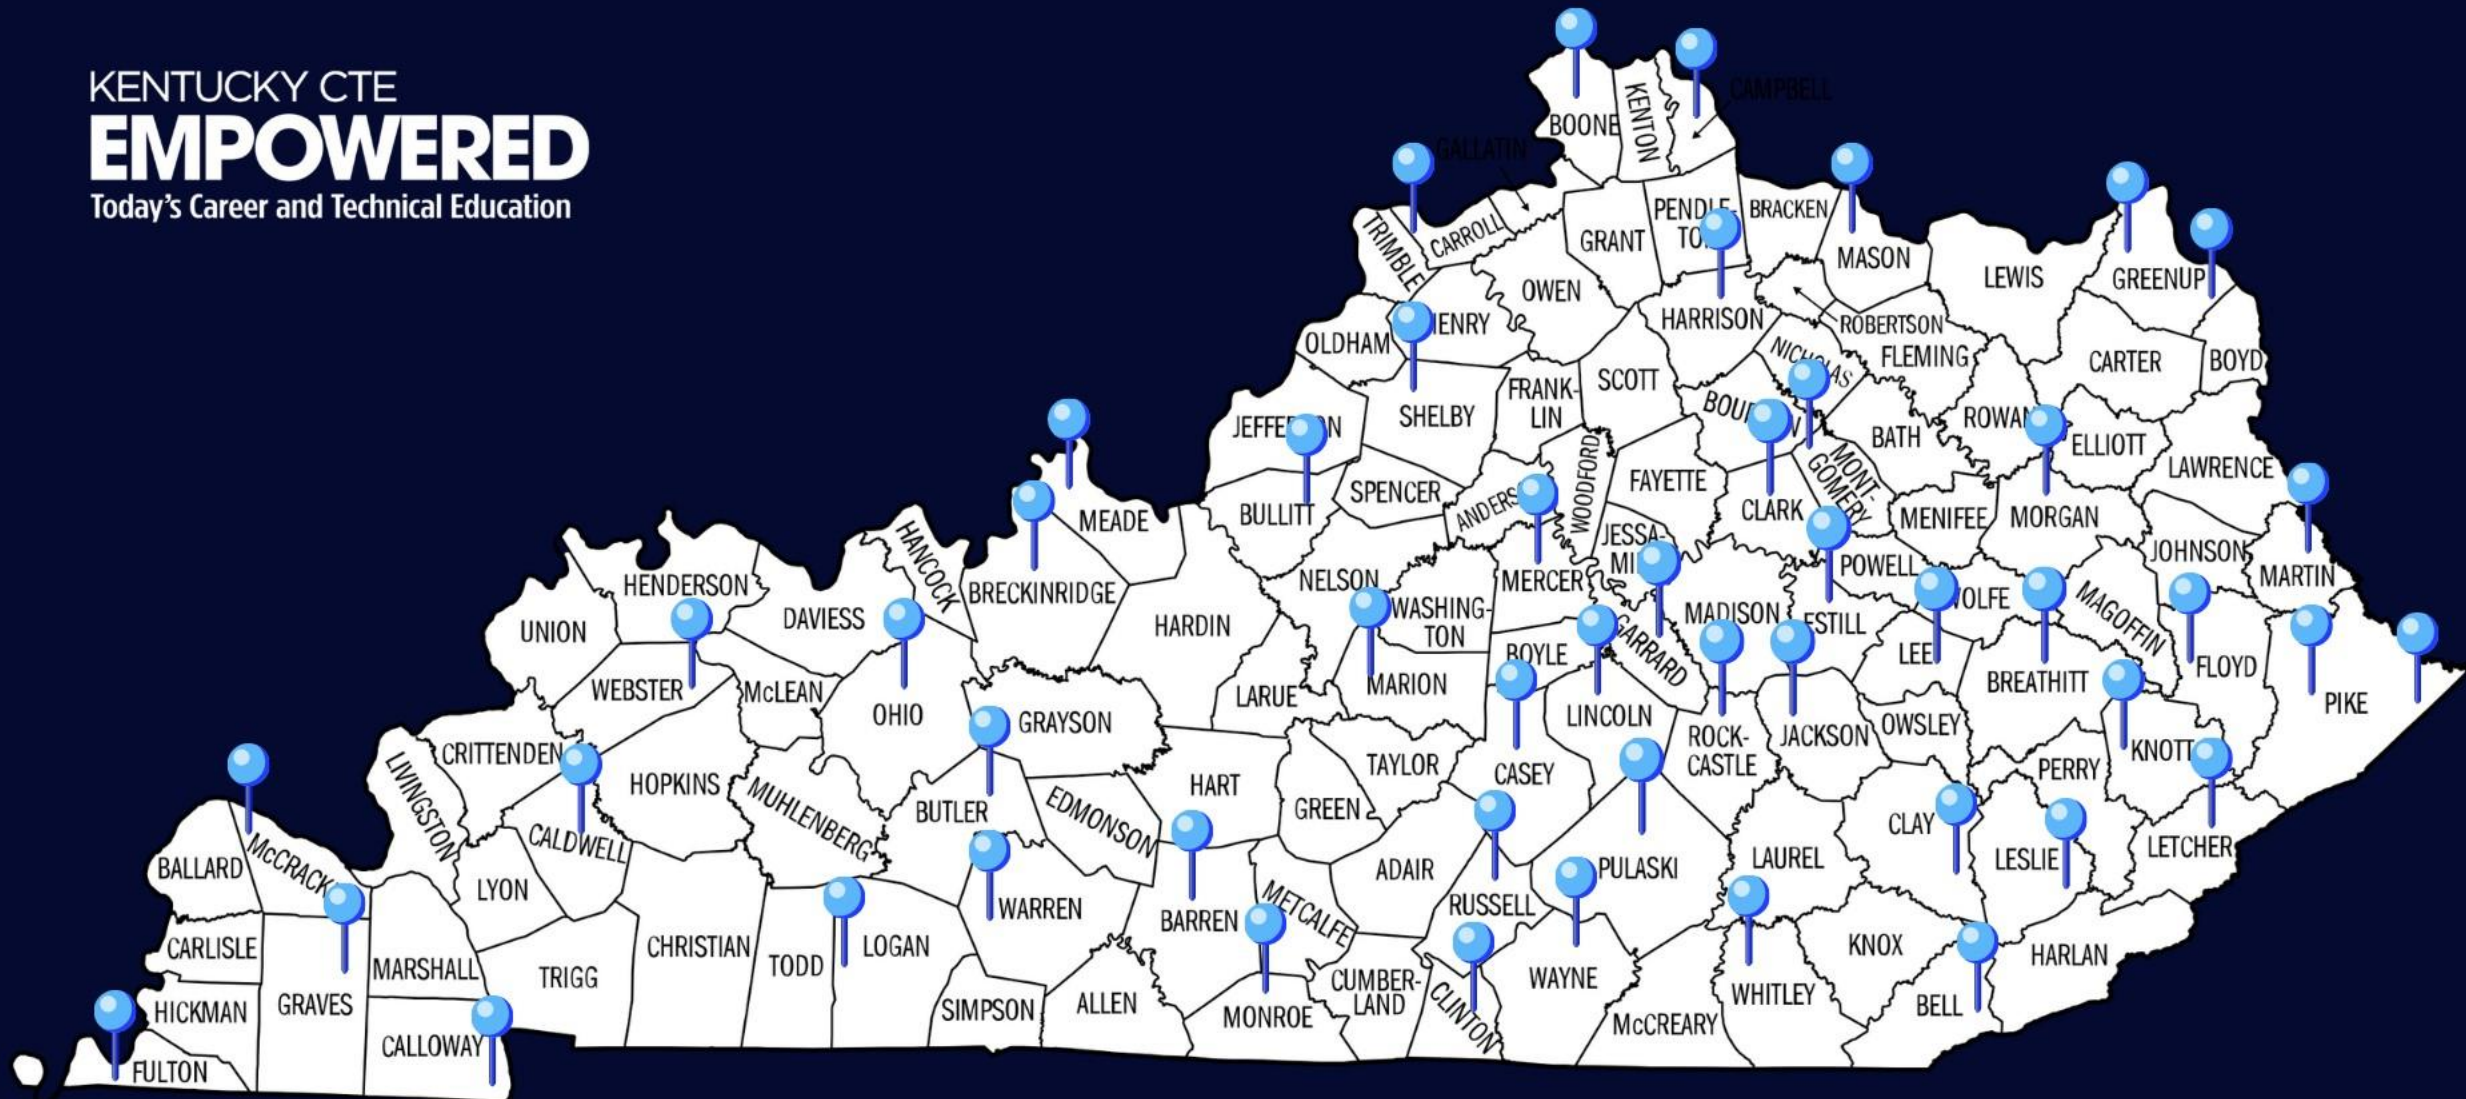 KENTUCKY CTE
EMPOWERED
Today's Career and Technical Education
CAMPBELL
KENTON
BOONE
GALLATIN
PENDLE-
BRACKEN
TRIMBLE
CARROLL
GRANT
MASON
LEWIS
GREENUP
OWEN
HARRISON
ROBERTSON
OLDHAM
FLEMING
CARTER
BOYD
SCOTT
FRANK-
LIN
SHELBY
ROWAN
BATH
ELLIOTT
LAWRENCE
WOODFORD
FAYETTE
MONT-
GOMERY
SPENCER
BULLITT
CLARK
MENIFEE
MORGAN
MEADE
JESSA-
JOHNSON
MARTIN
HANCOCK
HENDERSON
BRECKINRIDGE
NELSON
WASHING-
TON
MERCER
POWELL
MAGOFFIN
UNION
DAVIESS
HARDIN
MADISON
ESTILL
GARRARD
BOYLE
LEE
FLOYD
BREATHITT
WEBSTER
McLEAN
LARUE
MARION
PIKE
OHIO
GRAYSON
LINCOLN
OWSLEY
ROCK-
CASTLE
JACKSON
CRITTENDEN
LIVINGSTON
HOPKINS
KNOTT
PERRY
TAYLOR
CASEY
HART
GREEN
MUHLENBERG
BUTLER
EDMONSON
CLAY
CALDWELL
BALLARD
LYON
ADAIR
PULASKI
LAUREL
LESLIE
LETCHER
WARREN
BARREN
METCALFE
RUSSELL
CARLISLE
MARSHALL
CHRISTIAN
TODD
LOGAN
KNOX
HARLAN
TRIGG
WAYNE
CUMBER-
LAND
CLINTON
WHITLEY
HICKMAN
GRAVES
SIMPSON
ALLEN
MONROE
McCREARY
BELL
CALLOWAY
FULTON